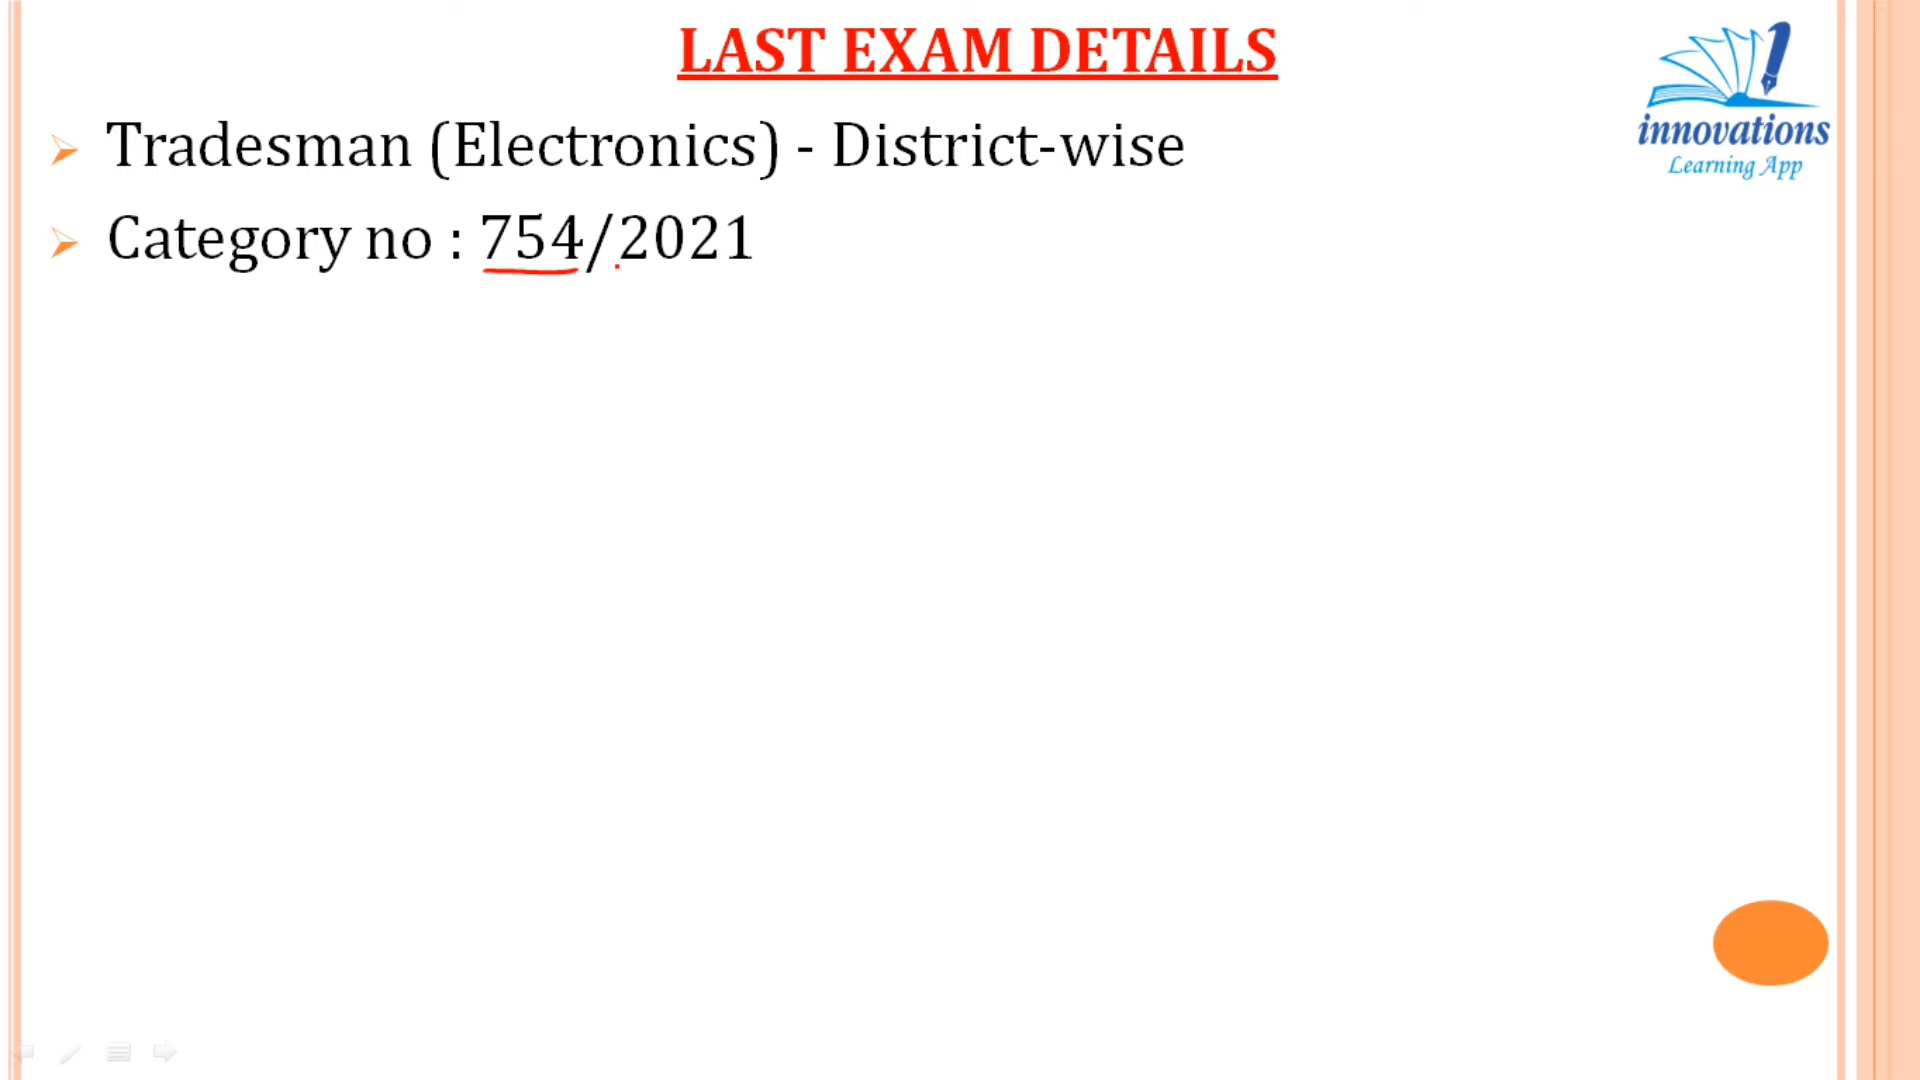 LAST EXAM DETAILS
innovations
Learning App
Tradesman (Electronics) - District-wise
Category no : 754/2021